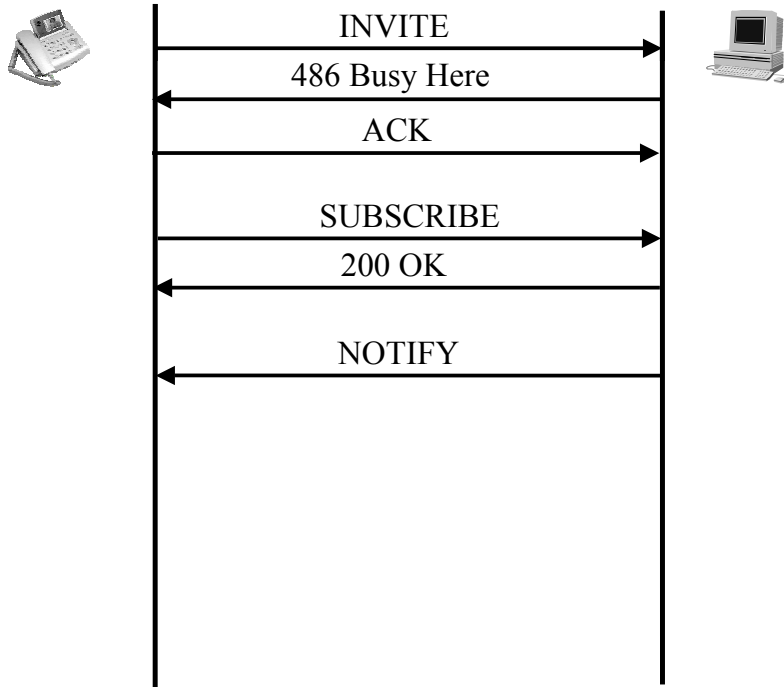 INVITE
486 Busy Here
ACK
SUBSCRIBE
200 OK
NOTIFY